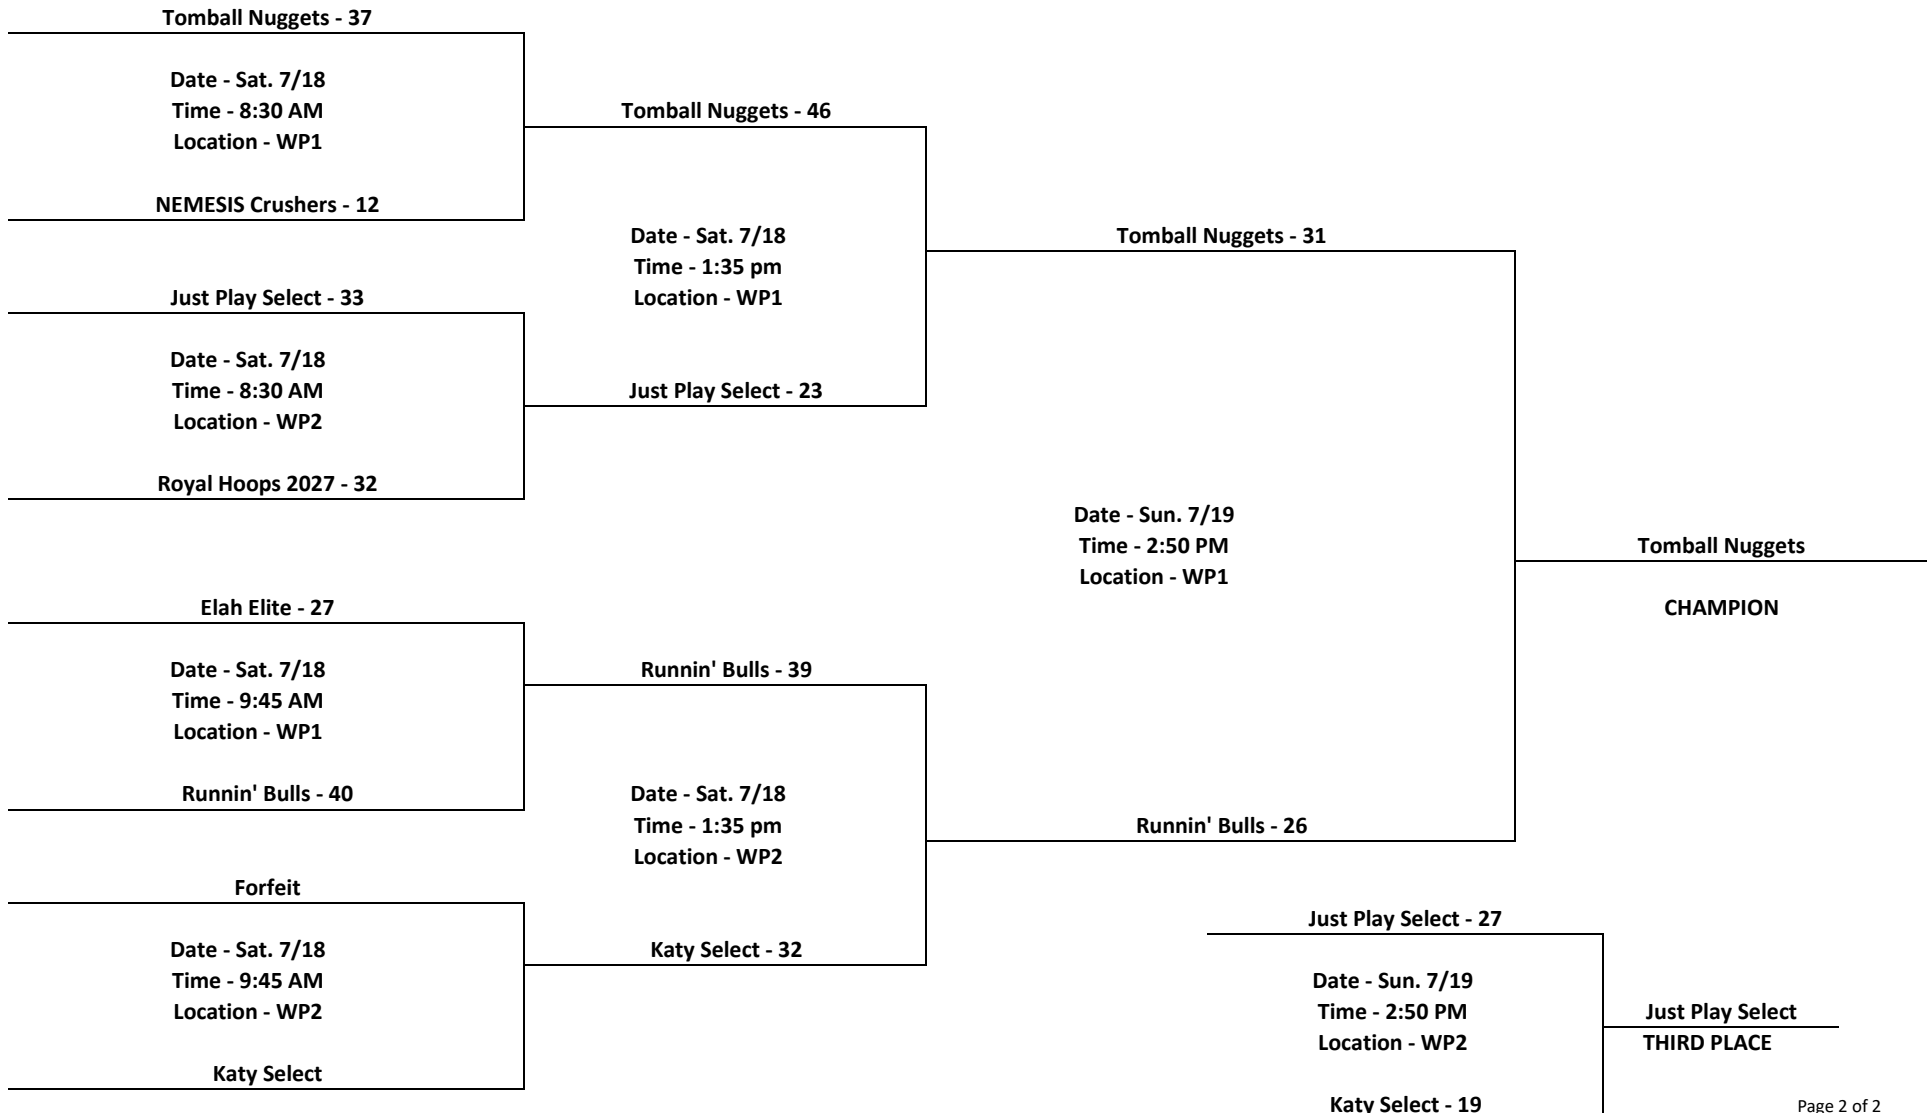 Tomball Nuggets - 37
Date - Sat. 7/18
Time - 8:30 AM
Location - WP1
NEMESIS Crushers - 12
Just Play Select - 33
Date - Sat. 7/18
Time - 8:30 AM
Location - WP2
Royal Hoops 2027 - 32
Elah Elite - 27
Date - Sat. 7/18
Time - 9:45 AM
Location - WP1
Runnin' Bulls - 40
Forfeit
Date - Sat. 7/18
Time - 9:45 AM
Location - WP2
Katy Select
Tomball Nuggets - 46
Date - Sat. 7/18
Time - 1:35 pm
Location - WP1
Just Play Select - 23
Runnin' Bulls - 39
Date - Sat. 7/18
Time - 1:35 pm
Location - WP2
Katy Select - 32
Tomball Nuggets - 31
Date - Sun. 7/19
Time - 2:50 PM
Location - WP1
Runnin' Bulls - 26
Tomball Nuggets
CHAMPION
Just Play Select - 27
Date - Sun. 7/19
Time - 2:50 PM
Location - WP2
Katy Select - 19
Just Play Select
THIRD PLACE
Page 2 of 2